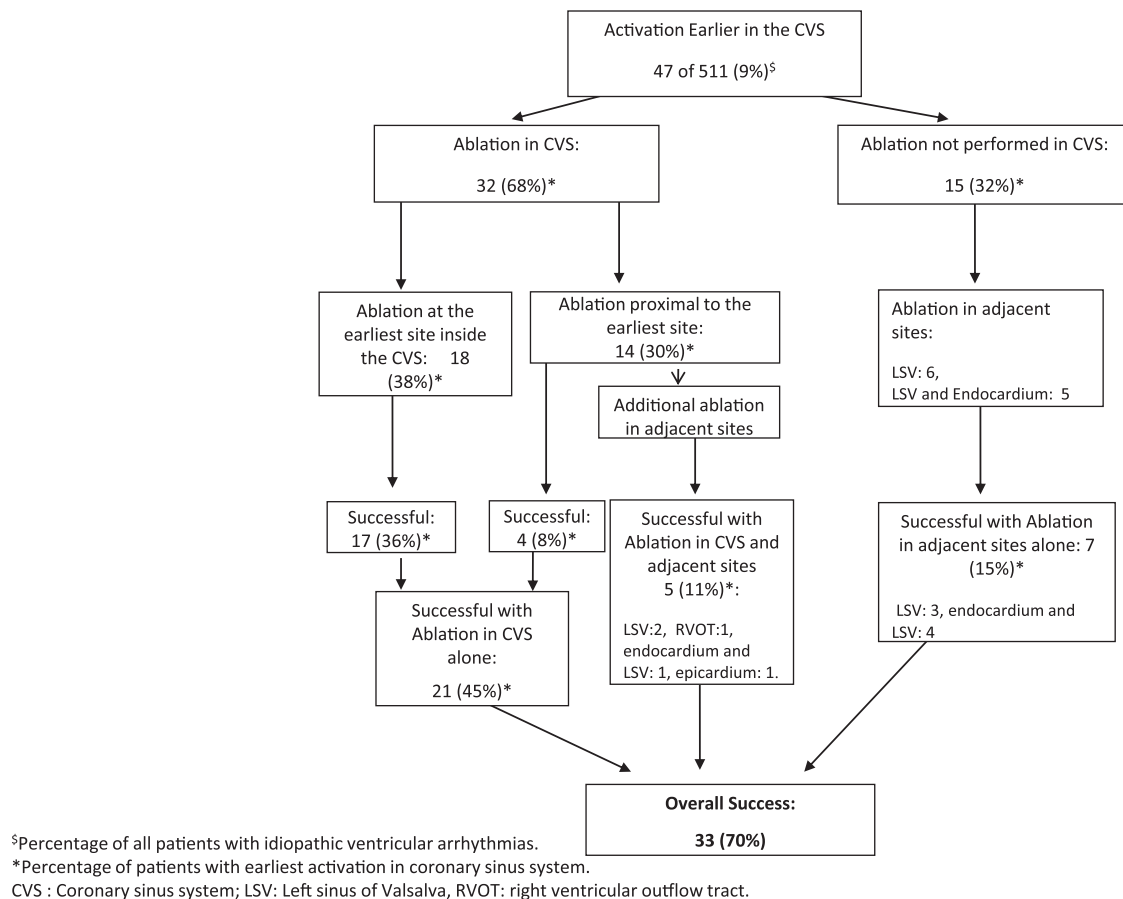 Activation Earlier in the CVS
47 of 511 (9%)$
Ablation in CVS:
32 (68%)*
Ablation not performed in CVS:
15 (32%)*
Ablation at the
earliest site inside
the CVS: 18
(38%)*
Ablation proximal to the
earliest site:
14 (30%)*
Ablation in adjacent
sites:
LSV: 6,
LSV and Endocardium: 5
Additional ablation
in adjacent sites
Successful:
17 (36%)*
Successful:
4 (8%)*
Successful with
Ablation in CVS and
adjacent sites
5 (11%)*:
LSV:2, RVOT:1,
endocardium and
LSV: 1, epicardium: 1.
Successful with Ablation
in adjacent sites alone: 7
(15%)*
LSV: 3, endocardium and
LSV: 4
Successful with
Ablation in CVS
alone:
21 (45%)*
Overall Success:
33 (70%)
$Percentage of all patients with idiopathic ventricular arrhythmias.
*Percentage of patients with earliest activation in coronary sinus system.
CVS : Coronary sinus system; LSV: Left sinus of Valsalva, RVOT: right ventricular outflow tract.